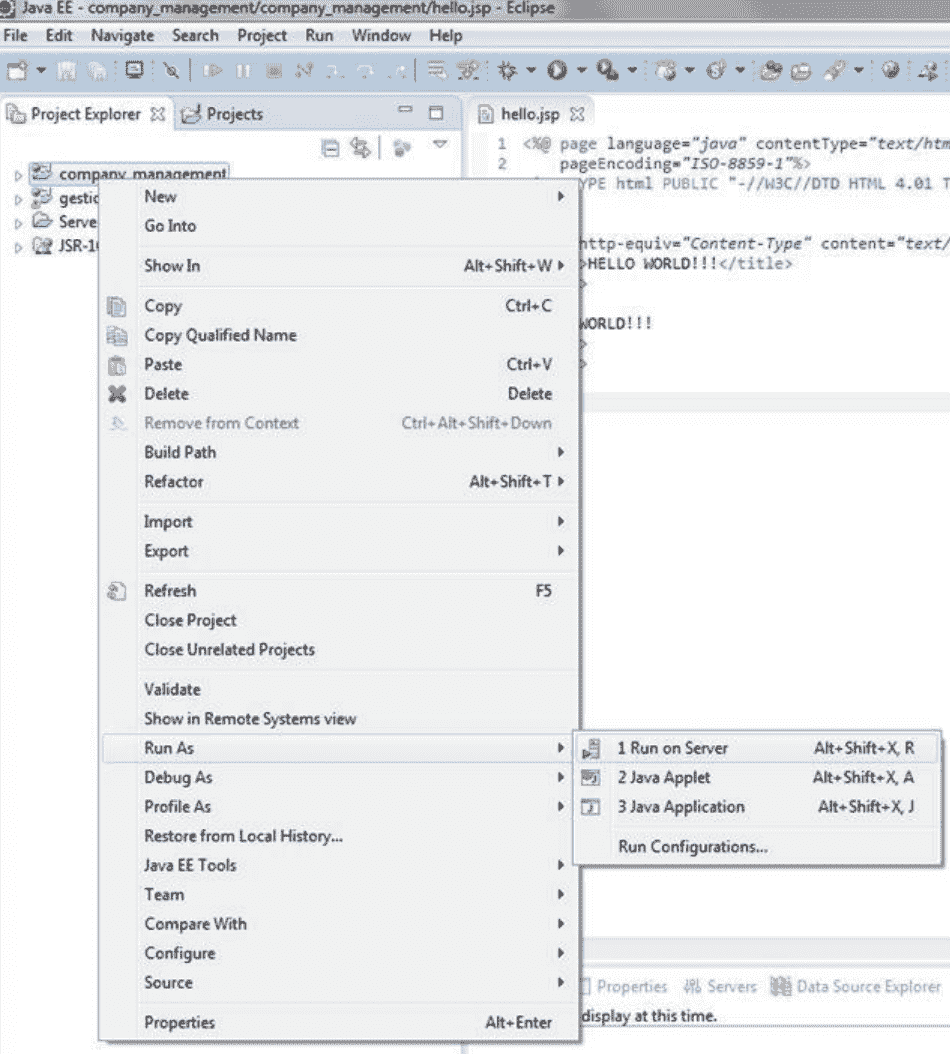 Java EE - company_management/company_management/hello.jsp - Eclipse
File Edit Navigate Search Project Run Window Help
Project Explorer Projects
hello.jsp
1 <%@ page language="java" contentType="text/htm
2 pageEncoding="ISO-8859-1"%>
YPE html PUBLIC "-//W3C//DTD HTML 4.01 T
http-equiv="Content-Type" content="text/
>HELLO WORLD!!!</title>
>
WORLD!!!
>
>
company_management
gestic
Serve
JSR-10
New
Go Into
Show In Alt+Shift+W
Copy Ctrl+C
Copy Qualified Name
Paste Ctrl+V
Delete Delete
Remove from Context Ctrl+Alt+Shift+Down
Build Path
Refactor Alt+Shift+T
Import
Export
Refresh F5
Close Project
Close Unrelated Projects
Validate
Show in Remote Systems view
Run As
Debug As
Profile As
Restore from Local History...
Java EE Tools
Team
Compare With
Configure
Source
Properties Alt+Enter
1 Run on Server Alt+Shift+X, R
2 Java Applet Alt+Shift+X, A
3 Java Application Alt+Shift+X, J
Run Configurations...
Properties Servers Data Source Explorer
display at this time.